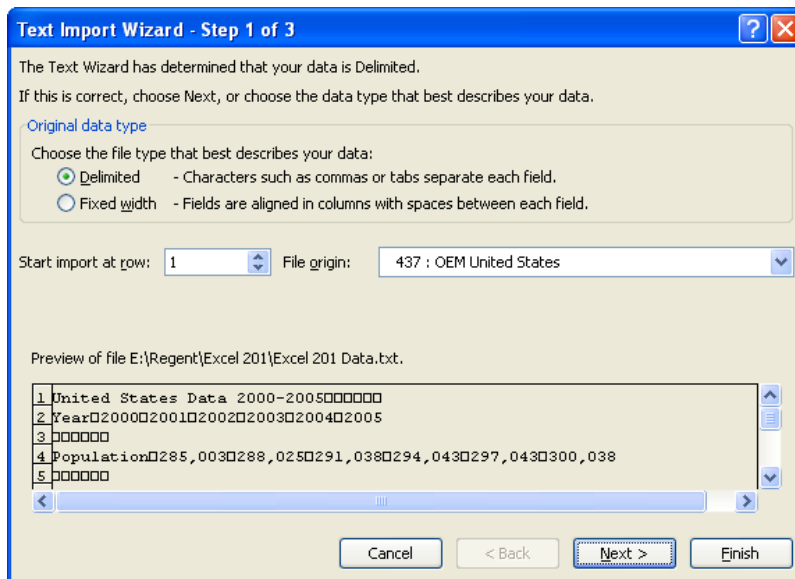 Text Import Wizard - Step 1 of 3
The Text Wizard has determined that your data is Delimited.
If this is correct, choose Next, or choose the data type that best describes your data.
Original data type
Choose the file type that best describes your data:
Delimited - Characters such as commas or tabs separate each field.
Fixed width - Fields are aligned in columns with spaces between each field.
Start import at row: 1 File origin: 437 : OEM United States
Preview of file E:\Regent\Excel 201\Excel 201 Data.txt.
1 United States Data 2000-2005□□□□□□
2 Year□2000□2001□2002□2003□2004□2005
3 □□□□□□
4 Population□285,003□288,025□291,038□294,043□297,043□300,038
5 □□□□□□
Cancel < Back Next > Finish